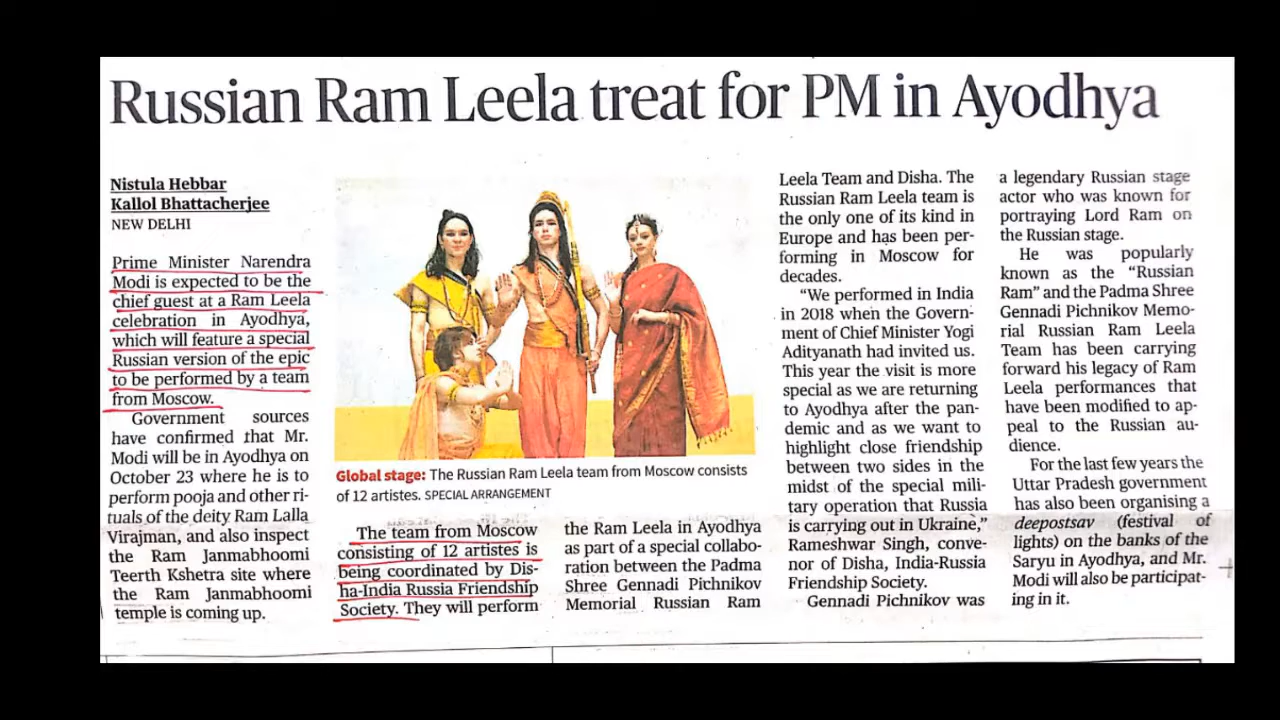 Russian Ram Leela treat for PM in Ayodhya
Nistula Hebbar
Kallol Bhattacherjee
NEW DELHI
Prime Minister Narendra
Modi is expected to be the
chief guest at a Ram Leela
celebration in Ayodhya,
which will feature a special
Russian version of the epic
to be performed by a team
from Moscow.
Government sources
have confirmed that Mr.
Modi will be in Ayodhya on
October 23 where he is to
perform pooja and other ri-
tuals of the deity Ram Lalla
Virajman, and also inspect
the Ram Janmabhoomi
Teerth Kshetra site where
the Ram Janmabhoomi
temple is coming up.
Global stage: The Russian Ram Leela team from Moscow consists
of 12 artistes. SPECIAL ARRANGEMENT
The team from Moscow
consisting of 12 artistes is
being coordinated by Dis-
ha-India Russia Friendship
Society. They will perform
the Ram Leela in Ayodhya
as part of a special collabo-
ration between the Padma
Shree Gennadi Pichnikov
Memorial Russian Ram
Leela Team and Disha. The
Russian Ram Leela team is
the only one of its kind in
Europe and has been per-
forming in Moscow for
decades.
“We performed in India
in 2018 when the Govern-
ment of Chief Minister Yogi
Adityanath had invited us.
This year the visit is more
special as we are returning
to Ayodhya after the pan-
demic and as we want to
highlight close friendship
between two sides in the
midst of the special mili-
tary operation that Russia
is carrying out in Ukraine,”
Rameshwar Singh, conve-
nor of Disha, India-Russia
Friendship Society.
Gennadi Pichnikov was
a legendary Russian stage
actor who was known for
portraying Lord Ram on
the Russian stage.
He was popularly
known as the “Russian
Ram” and the Padma Shree
Gennadi Pichnikov Memo-
rial Russian Ram Leela
Team has been carrying
forward his legacy of Ram
Leela performances that
have been modified to ap-
peal to the Russian au-
dience.
For the last few years the
Uttar Pradesh government
has also been organising a
deepostsav (festival of
lights) on the banks of the
Saryu in Ayodhya, and Mr.
Modi will also be participat-
ing in it.